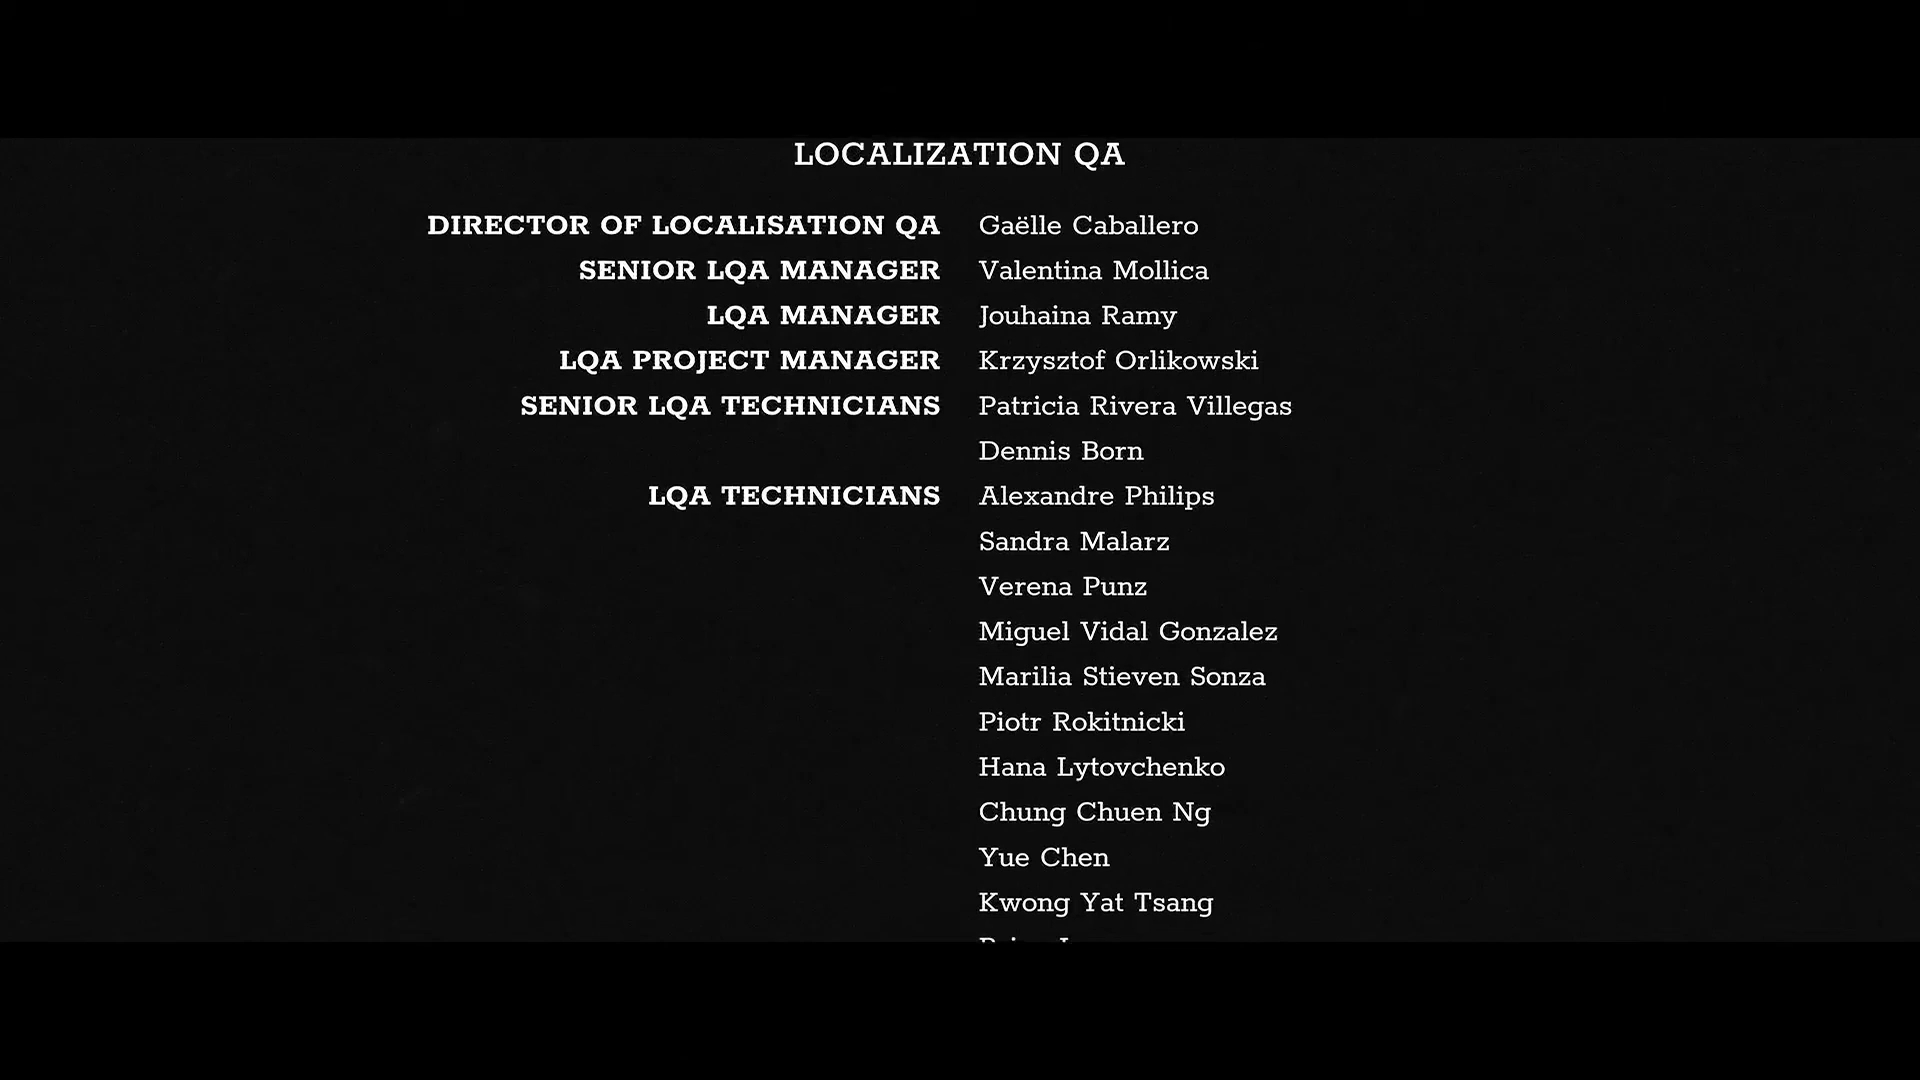 LOCALIZATION QA
DIRECTOR OF LOCALISATION QA Gaëlle Caballero
SENIOR LQA MANAGER Valentina Mollica
LQA MANAGER Jouhaina Ramy
LQA PROJECT MANAGER Krzysztof Orlikowski
SENIOR LQA TECHNICIANS Patricia Rivera Villegas
Dennis Born
LQA TECHNICIANS Alexandre Philips
Sandra Malarz
Verena Punz
Miguel Vidal Gonzalez
Marilia Stieven Sonza
Piotr Rokitnicki
Hana Lytovchenko
Chung Chuen Ng
Yue Chen
Kwong Yat Tsang